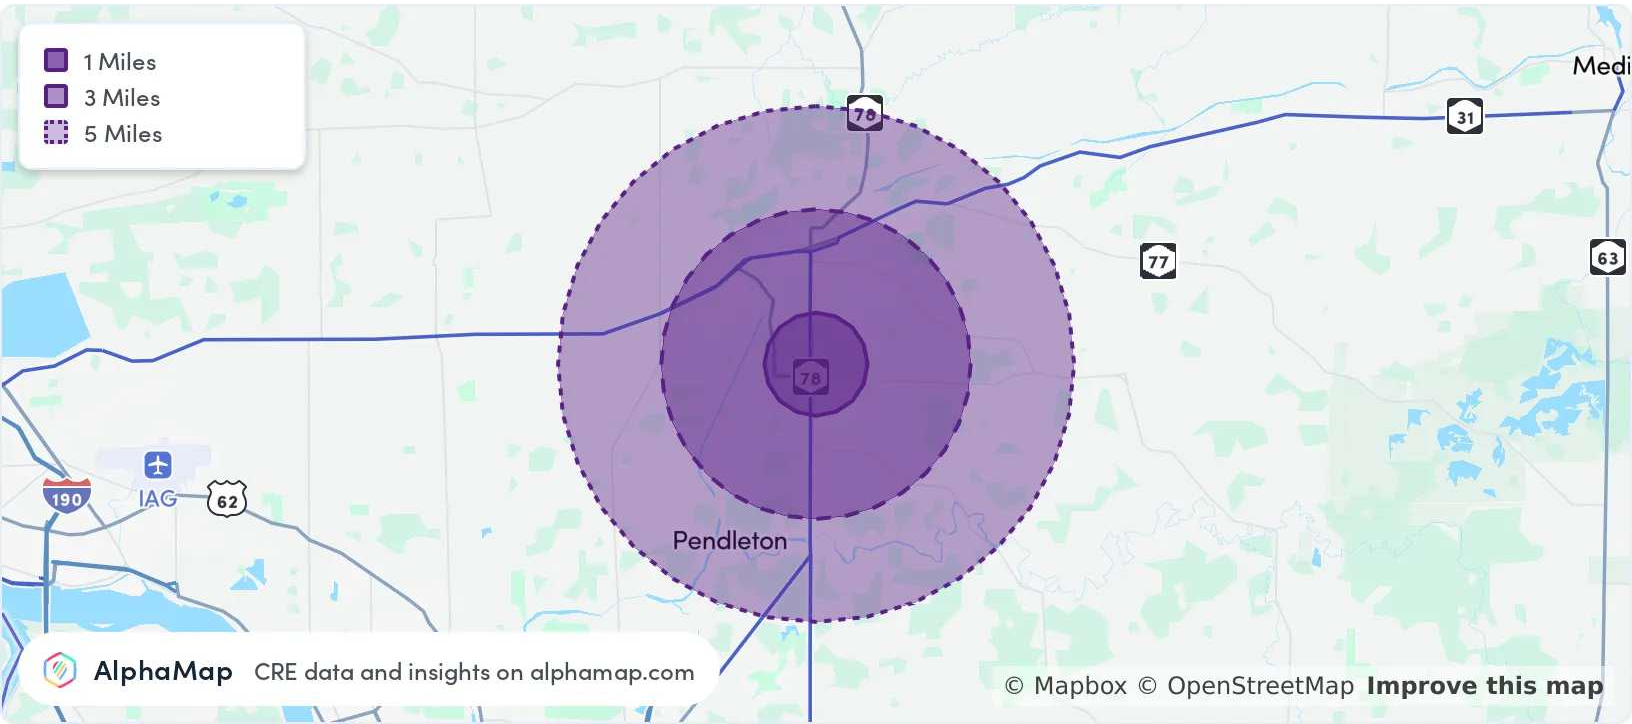 1 Miles
3 Miles
5 Miles
78
Medi
31
77
63
78
IAG
190
62
Pendleton
AlphaMap CRE data and insights on alphamap.com
© Mapbox © OpenStreetMap Improve this map